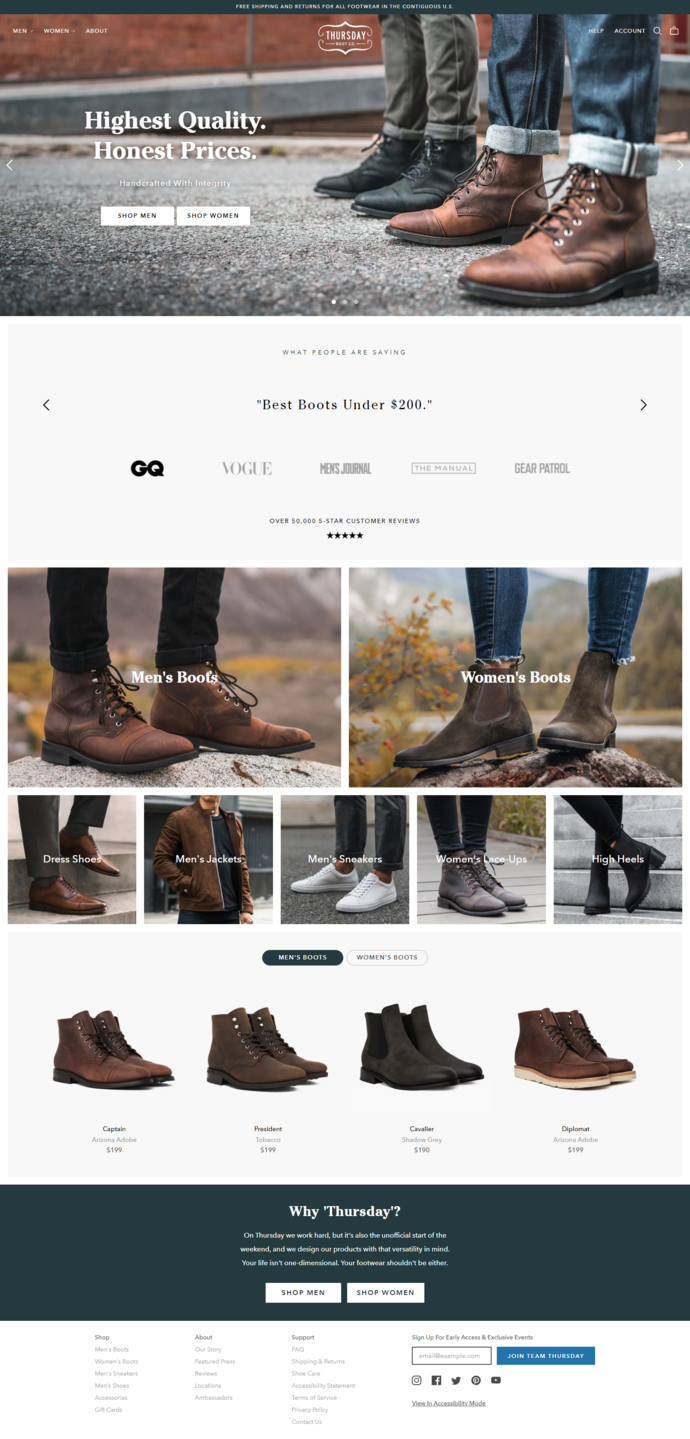 FREE SHIPPING AND RETURNS FOR ALL FOOTWEAR IN THE CONTIGUOUS U.S.
MEN WOMEN ABOUT
THURSDAY
BOOT CO.
HELP ACCOUNT
Highest Quality.
Honest Prices.
Handcrafted With Integrity
SHOP MEN SHOP WOMEN
WHAT PEOPLE ARE SAYING
"Best Boots Under $200."
GQ VOGUE MEN'S JOURNAL THE MANUAL GEAR PATROL
OVER 50,000 5-STAR CUSTOMER REVIEWS
★★★★★
Men's Boots
Women's Boots
Dress Shoes
Men's Jackets
Men's Sneakers
Women's Lace-Ups
High Heels
MEN'S BOOTS WOMEN'S BOOTS
Captain
Arizona Adobe
$199
President
Tobacco
$199
Cavalier
Shadow Grey
$190
Diplomat
Arizona Adobe
$199
Why 'Thursday'?
On Thursday we work hard, but it's also the unofficial start of the
weekend, and we design our products with that versatility in mind.
Your life isn't one-dimensional. Your footwear shouldn't be either.
SHOP MEN SHOP WOMEN
Shop
Men's Boots
Women's Boots
Men's Sneakers
Men's Shoes
Accessories
Gift Cards
About
Our Story
Featured Press
Reviews
Locations
Ambassadors
Support
FAQ
Shipping & Returns
Shoe Care
Accessibility Statement
Terms of Service
Privacy Policy
Contact Us
Sign Up For Early Access & Exclusive Events
email@example.com
JOIN TEAM THURSDAY
View In Accessibility Mode